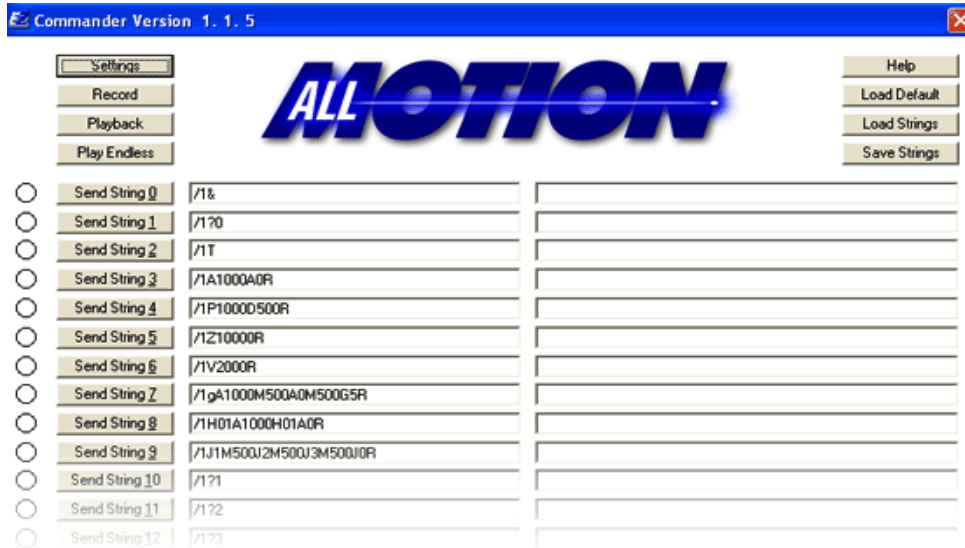 EZ Commander Version 1. 1. 5
Settings
Record
Playback
Play Endless
ALL MOTION
Help
Load Default
Load Strings
Save Strings
Send String 0 /1&
Send String 1 /1?0
Send String 2 /1T
Send String 3 /1A1000A0R
Send String 4 /1P1000D500R
Send String 5 /1Z10000R
Send String 6 /1V2000R
Send String 7 /1gA1000M500A0M500G5R
Send String 8 /1H01A1000H01A0R
Send String 9 /1J1M500J2M500J3M500J0R
Send String 10 /1?1
Send String 11 /1?2
Send String 12 /1?3